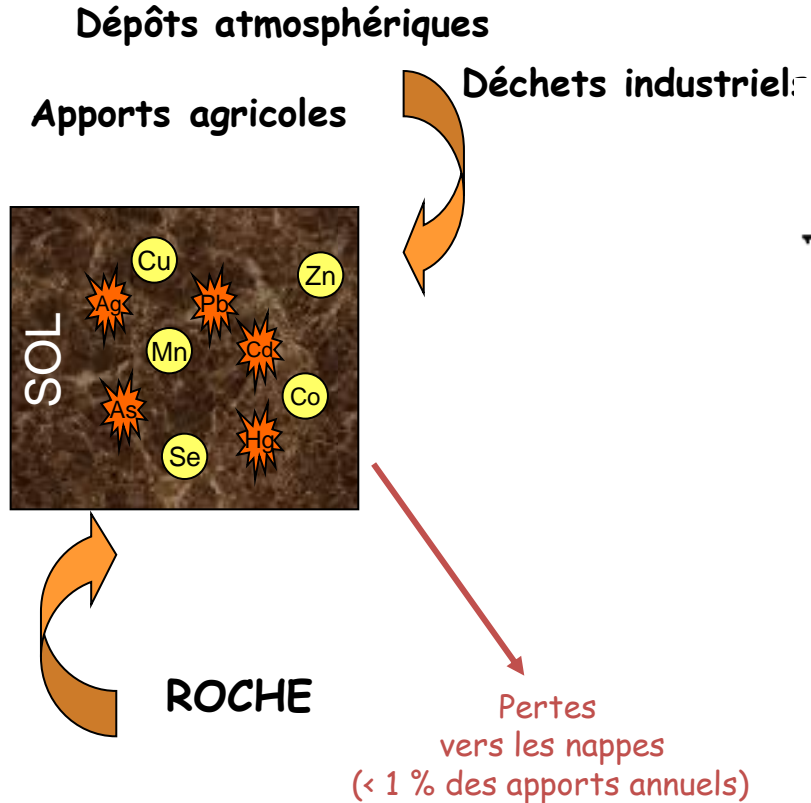 Dépôts atmosphériques
Déchets industriels
Apports agricoles
SOL
Cu
Zn
Ag
Pb
Mn
Cd
Co
As
Hg
Se
ROCHE
Pertes
vers les nappes
(< 1 % des apports annuels)